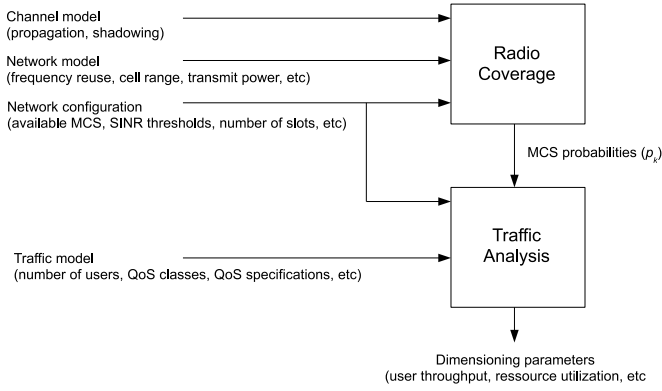 Channel model
(propagation, shadowing)
Network model
(frequency reuse, cell range, transmit power, etc)
Network configuration
(available MCS, SINR thresholds, number of slots, etc)
Radio
Coverage
MCS probabilities (pk)
Traffic model
(number of users, QoS classes, QoS specifications, etc)
Traffic
Analysis
Dimensioning parameters
(user throughput, ressource utilization, etc